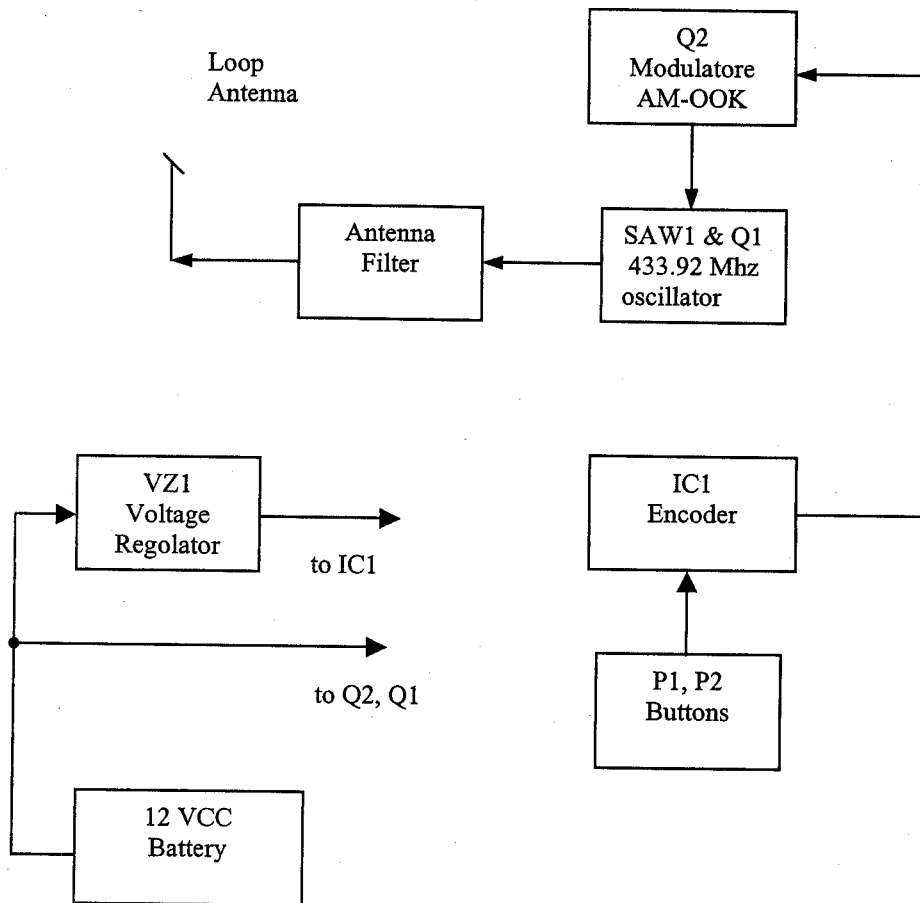 Loop
Antenna
Q2
Modulatore
AM-OOK
Antenna
Filter
SAW1 & Q1
433.92 Mhz
oscillator
VZ1
Voltage
Regolator
to IC1
IC1
Encoder
to Q2, Q1
P1, P2
Buttons
12 VCC
Battery